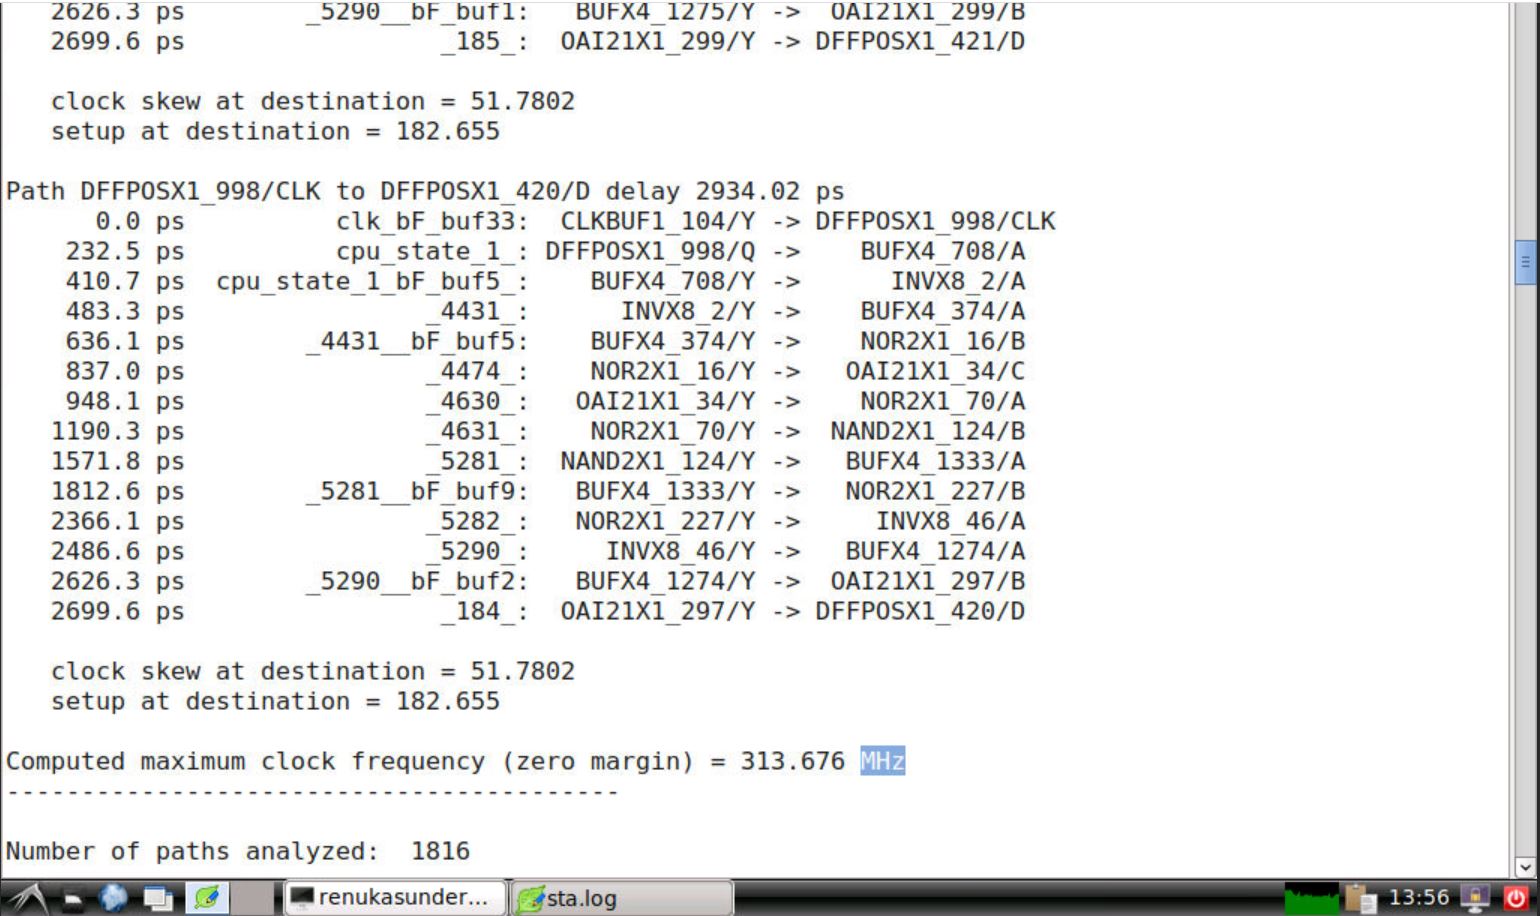 2626.3 ps        _5290__bF_buf1:   BUFX4_1275/Y ->  OAI21X1_299/B
2699.6 ps                 _185_:  OAI21X1_299/Y -> DFFPOSX1_421/D
clock skew at destination = 51.7802
setup at destination = 182.655
Path DFFPOSX1_998/CLK to DFFPOSX1_420/D delay 2934.02 ps
0.0 ps          clk_bF_buf33:  CLKBUF1_104/Y -> DFFPOSX1_998/CLK
232.5 ps          cpu_state_1_: DFFPOSX1_998/Q ->    BUFX4_708/A
410.7 ps  cpu_state_1_bF_buf5_:    BUFX4_708/Y ->      INVX8_2/A
483.3 ps                _4431_:      INVX8_2/Y ->    BUFX4_374/A
636.1 ps        _4431__bF_buf5:    BUFX4_374/Y ->    NOR2X1_16/B
837.0 ps                _4474_:    NOR2X1_16/Y ->   OAI21X1_34/C
948.1 ps                _4630_:   OAI21X1_34/Y ->    NOR2X1_70/A
1190.3 ps                _4631_:    NOR2X1_70/Y ->  NAND2X1_124/B
1571.8 ps                _5281_:  NAND2X1_124/Y ->   BUFX4_1333/A
1812.6 ps        _5281__bF_buf9:   BUFX4_1333/Y ->   NOR2X1_227/B
2366.1 ps                _5282_:   NOR2X1_227/Y ->     INVX8_46/A
2486.6 ps                _5290_:     INVX8_46/Y ->   BUFX4_1274/A
2626.3 ps        _5290__bF_buf2:   BUFX4_1274/Y ->  OAI21X1_297/B
2699.6 ps                 _184_:  OAI21X1_297/Y -> DFFPOSX1_420/D
clock skew at destination = 51.7802
setup at destination = 182.655
Computed maximum clock frequency (zero margin) = 313.676 MHz
-----------------------------------------
Number of paths analyzed:  1816
renukasunder... sta.log 13:56